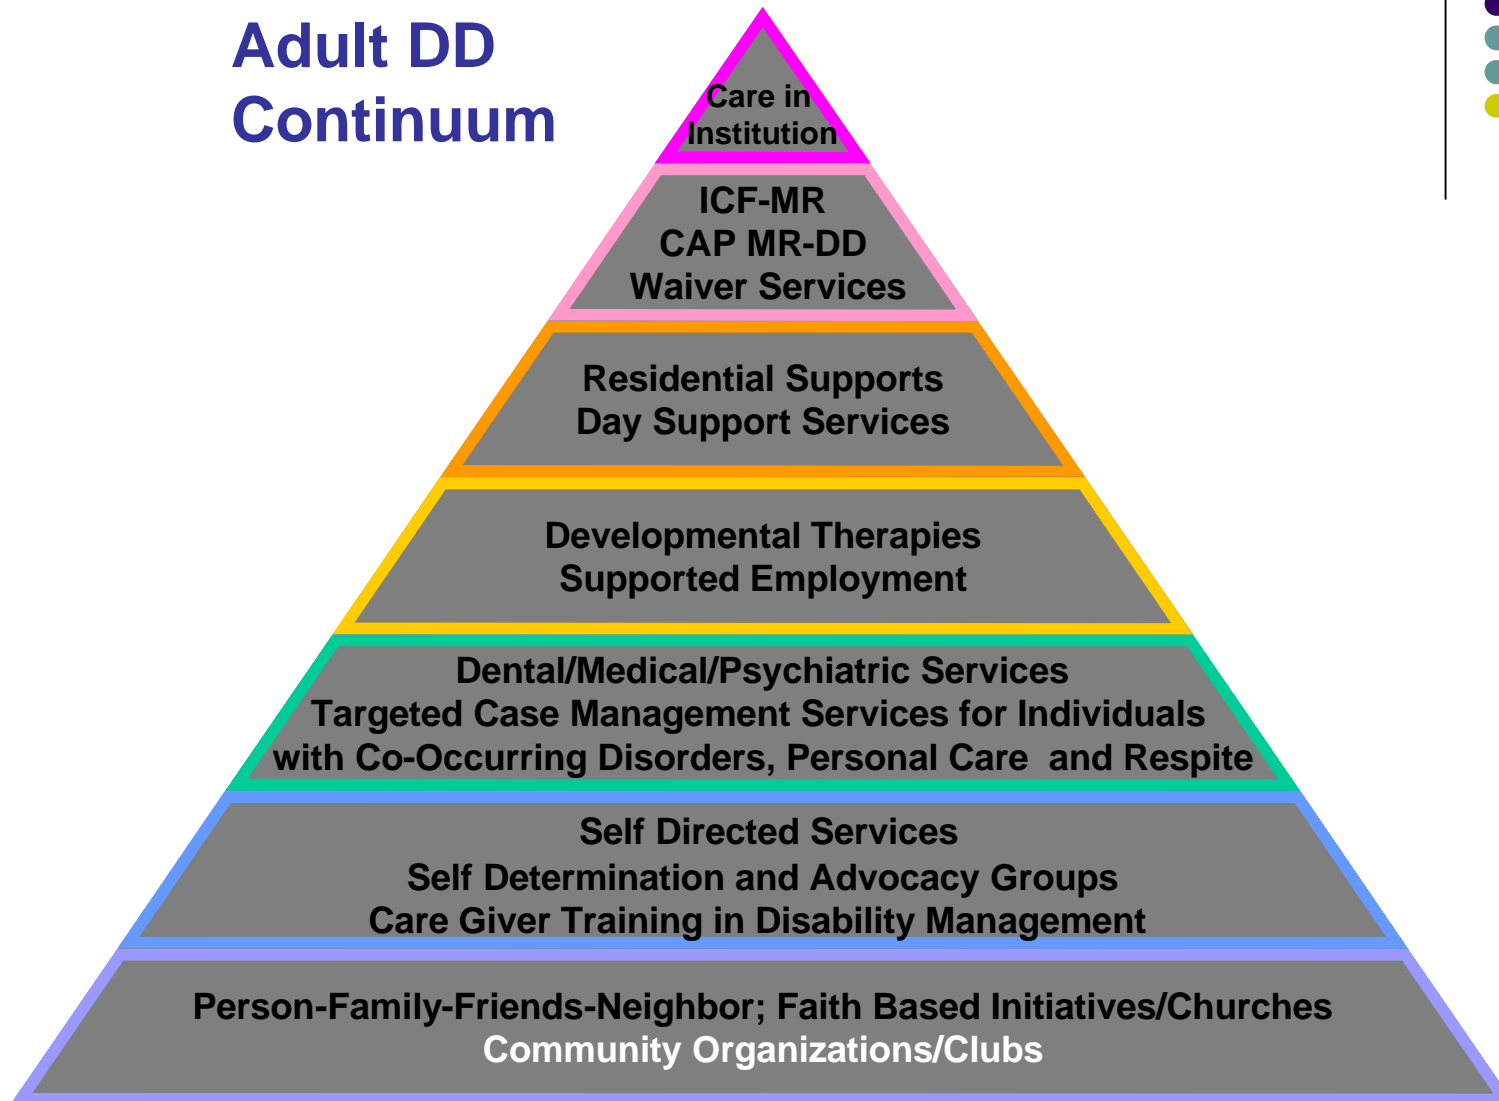 Adult DD
Continuum
Care in
Institution
ICF-MR
CAP MR-DD
Waiver Services
Residential Supports
Day Support Services
Developmental Therapies
Supported Employment
Dental/Medical/Psychiatric Services
Targeted Case Management Services for Individuals
with Co-Occurring Disorders, Personal Care and Respite
Self Directed Services
Self Determination and Advocacy Groups
Care Giver Training in Disability Management
Person-Family-Friends-Neighbor; Faith Based Initiatives/Churches
Community Organizations/Clubs